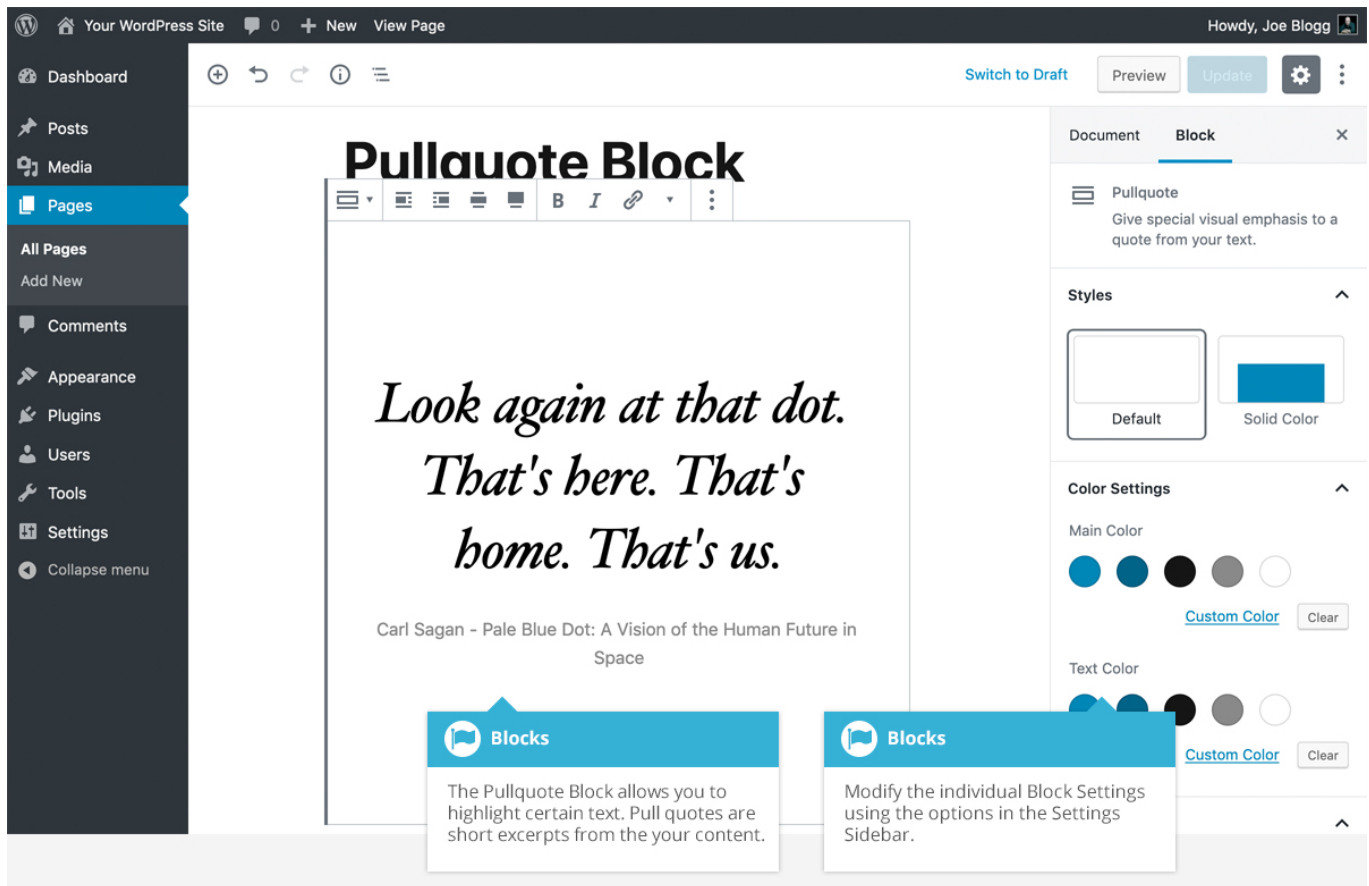 Your WordPress Site 0 New View Page Howdy, Joe Blogg
Dashboard
Posts
Media
Pages
All Pages
Add New
Comments
Appearance
Plugins
Users
Tools
Settings
Collapse menu
Switch to Draft Preview Update
Pullquote Block
B I
Look again at that dot.
That's here. That's
home. That's us.
Carl Sagan - Pale Blue Dot: A Vision of the Human Future in
Space
Document Block
Pullquote
Give special visual emphasis to a
quote from your text.
Styles
Default Solid Color
Color Settings
Main Color
Custom Color Clear
Text Color
Custom Color Clear
Blocks
The Pullquote Block allows you to
highlight certain text. Pull quotes are
short excerpts from the your content.
Blocks
Modify the individual Block Settings
using the options in the Settings
Sidebar.